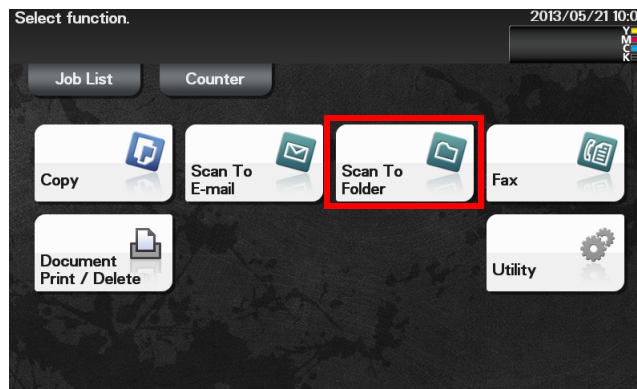 Select function.
2013/05/21 10:0
Y
M
C
K
Job List
Counter
Copy
Scan To
E-mail
Scan To
Folder
Fax
Document
Print / Delete
Utility